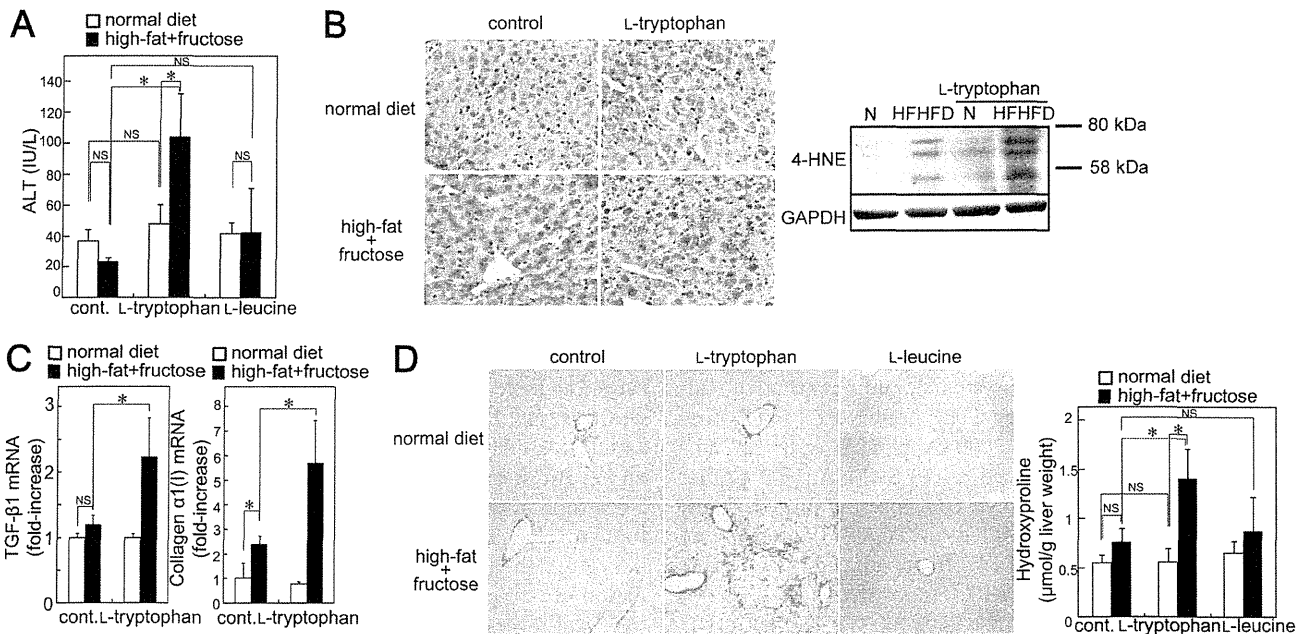 A
normal diet
high-fat+fructose
ALT (IU/L)
140
120
100
80
60
40
20
0
NS
*
*
NS
NS
NS
cont. L-tryptophan L-leucine
B
control L-tryptophan
normal diet
high-fat
+
fructose
L-tryptophan
N HFHFD N HFHFD
4-HNE
GAPDH
80 kDa
58 kDa
C
normal diet
high-fat+fructose
TGF-β1 mRNA
(fold-increase)
3
2
1
0
NS
*
cont. L-tryptophan
normal diet
high-fat+fructose
Collagen α1(I) mRNA
(fold-increase)
8
7
6
5
4
3
2
1
0
*
*
cont. L-tryptophan
D
control L-tryptophan L-leucine
normal diet
high-fat
+
fructose
normal diet
high-fat+fructose
Hydroxyproline
(μmol/g liver weight)
2
1.5
1
0.5
0
NS
*
*
NS
NS
cont. L-tryptophan L-leucine